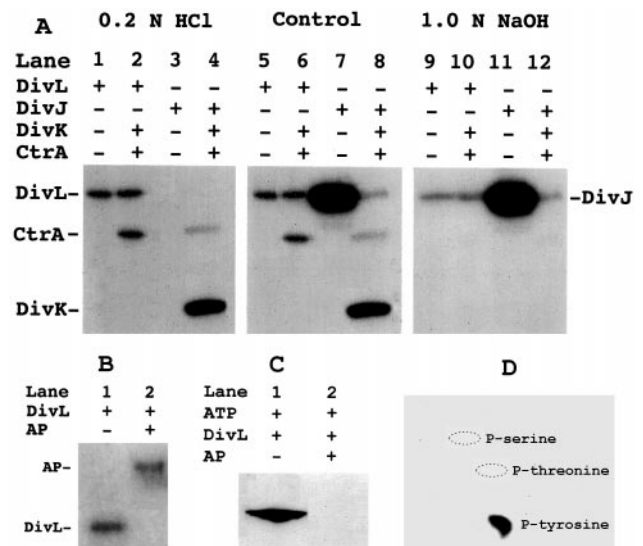 A 0.2 N HCl Control 1.0 N NaOH
Lane 1 2 3 4 5 6 7 8 9 10 11 12
DivL + + – – + + – – + + – –
DivJ – – + + – – + + – – + +
DivK – + – + – + – + – + – +
CtrA – + – + – + – + – + – +
DivL–
–DivJ
CtrA–
DivK–
B
Lane 1 2
DivL + +
AP – +
AP–
DivL–
C
Lane 1 2
ATP + +
DivL + +
AP – +
D
P-serine
P-threonine
P-tyrosine